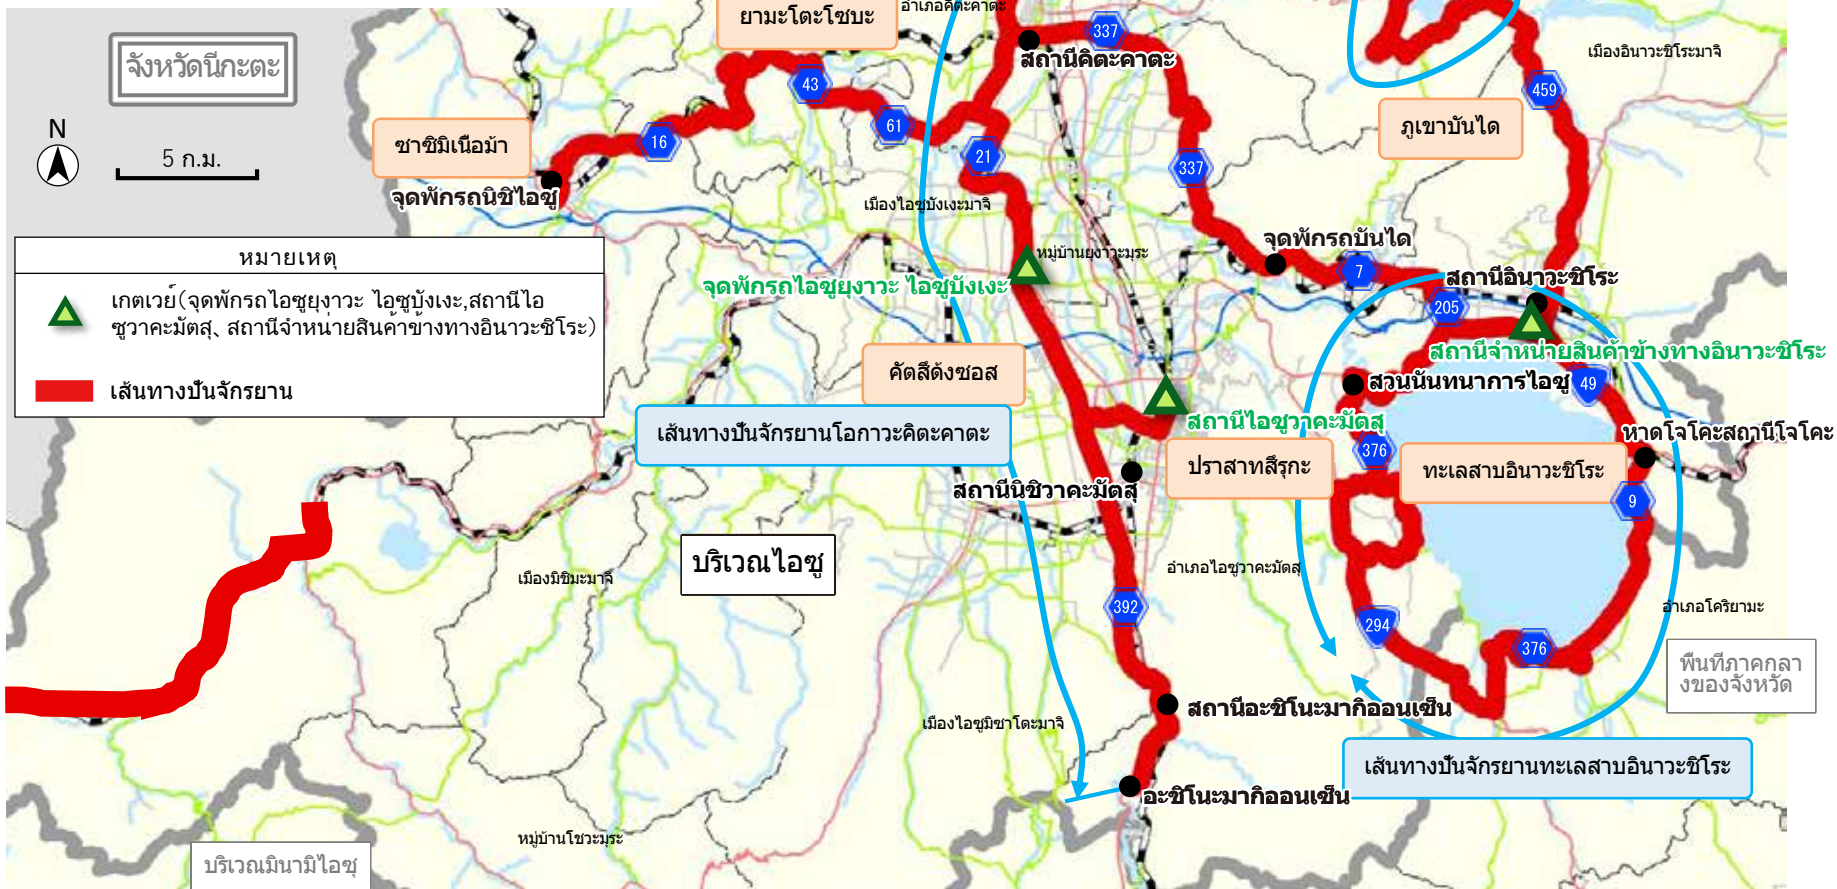 ยามะโตะโซบะ
อำเภอคิตะคาตะ
337
สถานีคิตะคาตะ
เมืองอินาวะชิโระมาจิ
จังหวัดนีกะตะ
43
459
N
5 ก.ม.
ซาชิมิเนื้อม้า
16
61
21
ภูเขาบันได
337
จุดพักรถนิชิไอซู
เมืองไอซูบังเงะมาจิ
หมายเหตุ
เกตเวย์(จุดพักรถไอซูยุงาวะ ไอซูบังเงะ,สถานีไอ
ซูวาคะมัตสุ、สถานีจำหน่ายสินค้าข้างทางอินาวะชิโระ)
เส้นทางปั่นจักรยาน
หมู่บ้านยุงาวะมุระ
จุดพักรถบันได
จุดพักรถไอซูยุงาวะ ไอซูบังเงะ
7
สถานีอินาวะชิโระ
205
สถานีจำหน่ายสินค้าข้างทางอินาวะชิโระ
คัตสึด้งซอส
สวนนันทนาการไอซู
49
สถานีไอซูวาคะมัตสุ
เส้นทางปั่นจักรยานโอกาวะคิตะคาตะ
หาดโจโคะสถานีโจโคะ
376
ปราสาทสึรุกะ
ทะเลสาบอินาวะชิโระ
สถานีนิชิวาคะมัตสุ
9
บริเวณไอซู
เมืองมิชิมะมาจิ
อำเภอไอซูวาคะมัตสุ
392
294
อำเภอโคริยามะ
376
พื้นที่ภาคกลา
งของจังหวัด
สถานีอะชิโนะมากิออนเซ็น
เมืองไอซูมิซาโตะมาจิ
เส้นทางปั่นจักรยานทะเลสาบอินาวะชิโระ
อะชิโนะมากิออนเซ็น
หมู่บ้านโชวะมุระ
บริเวณมินามิไอซุ